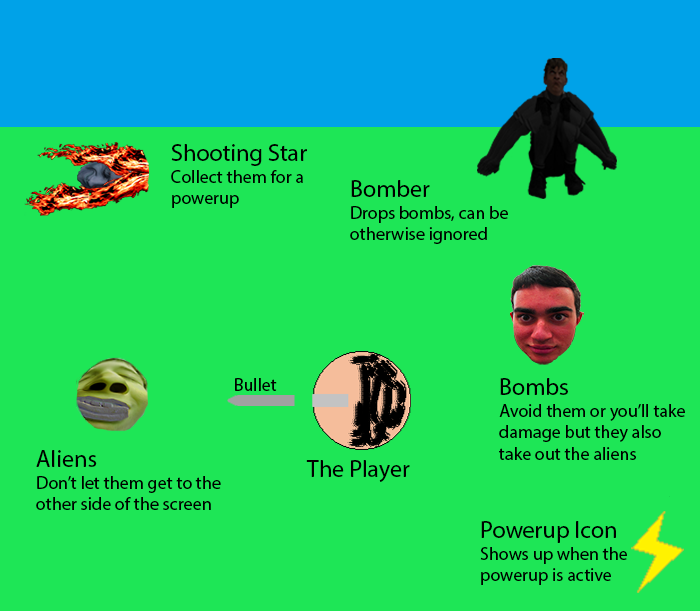 Shooting Star
Collect them for a
powerup
Bomber
Drops bombs, can be
otherwise ignored
Bullet
Bombs
Avoid them or you'll take
damage but they also
take out the aliens
Aliens
Don't let them get to the
other side of the screen
The Player
Powerup Icon
Shows up when the
powerup is active